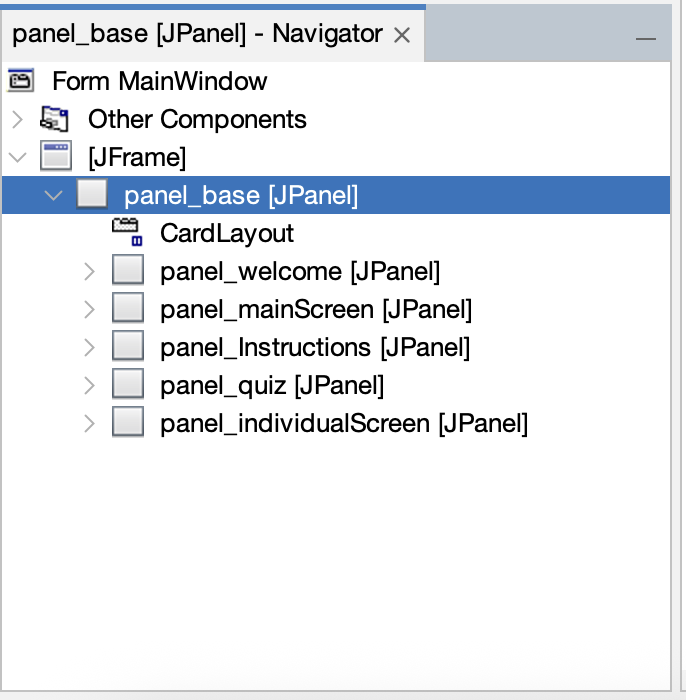 panel_base [JPanel] - Navigator
Form MainWindow
Other Components
[JFrame]
panel_base [JPanel]
CardLayout
panel_welcome [JPanel]
panel_mainScreen [JPanel]
panel_Instructions [JPanel]
panel_quiz [JPanel]
panel_individualScreen [JPanel]